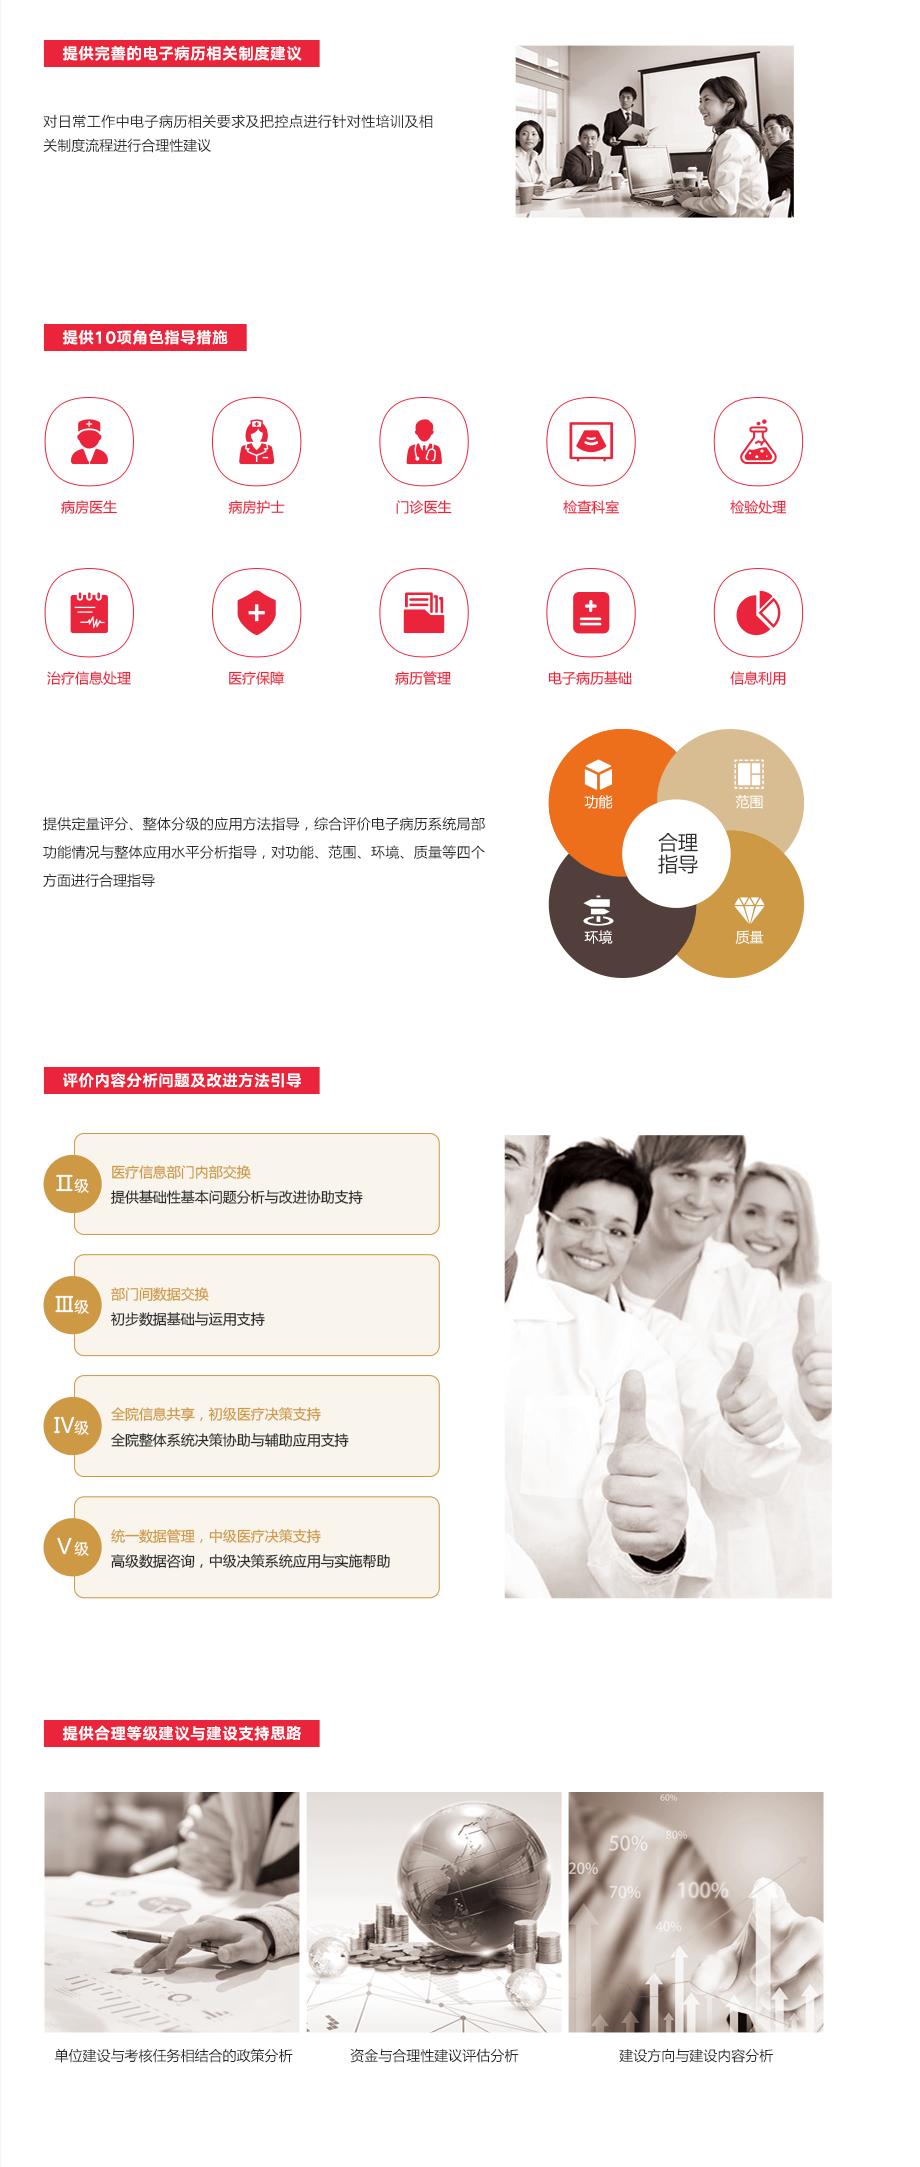 提供完善的电子病历相关制度建议
对日常工作中电子病历相关要求及把控点进行针对性培训及相
关制度流程进行合理性建议
提供10项角色指导措施
病房医生
病房护士
门诊医生
检查科室
检验处理
治疗信息处理
医疗保障
病历管理
电子病历基础
信息利用
提供定量评分、整体分级的应用方法指导，综合评价电子病历系统局部
功能情况与整体应用水平分析指导，对功能、范围、环境、质量等四个
方面进行合理指导
功能
范围
合理
指导
环境
质量
评价内容分析问题及改进方法引导
II级
医疗信息部门内部交换
提供基础性基本问题分析与改进协助支持
III级
部门间数据交换
初步数据基础与运用支持
IV级
全院信息共享，初级医疗决策支持
全院整体系统决策协助与辅助应用支持
V级
统一数据管理，中级医疗决策支持
高级数据咨询，中级决策系统应用与实施帮助
提供合理等级建议与建设支持思路
60%
50%
80%
20%
70%
100%
40%
单位建设与考核任务相结合的政策分析
资金与合理性建议评估分析
建设方向与建设内容分析